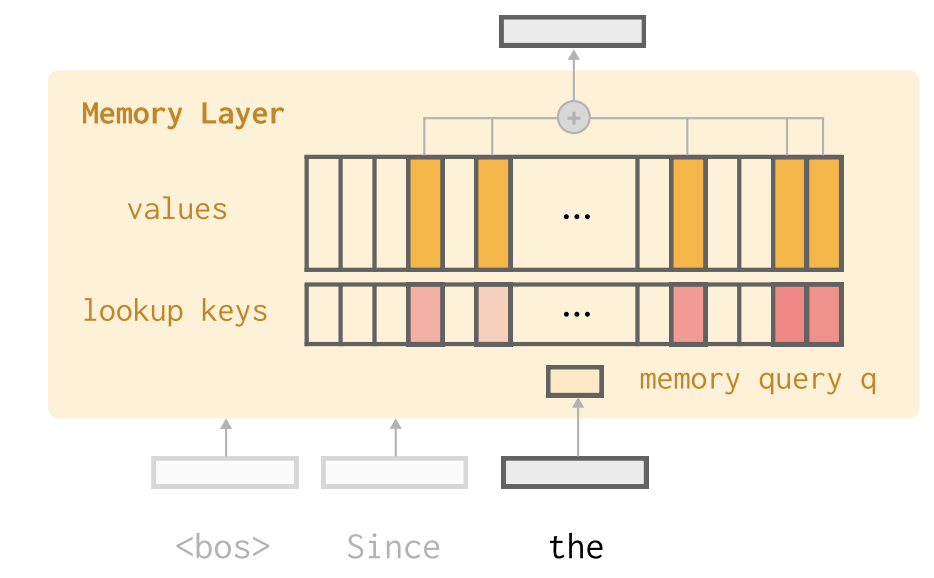 +
Memory Layer
values
...
lookup keys
...
memory query q
<bos> Since the